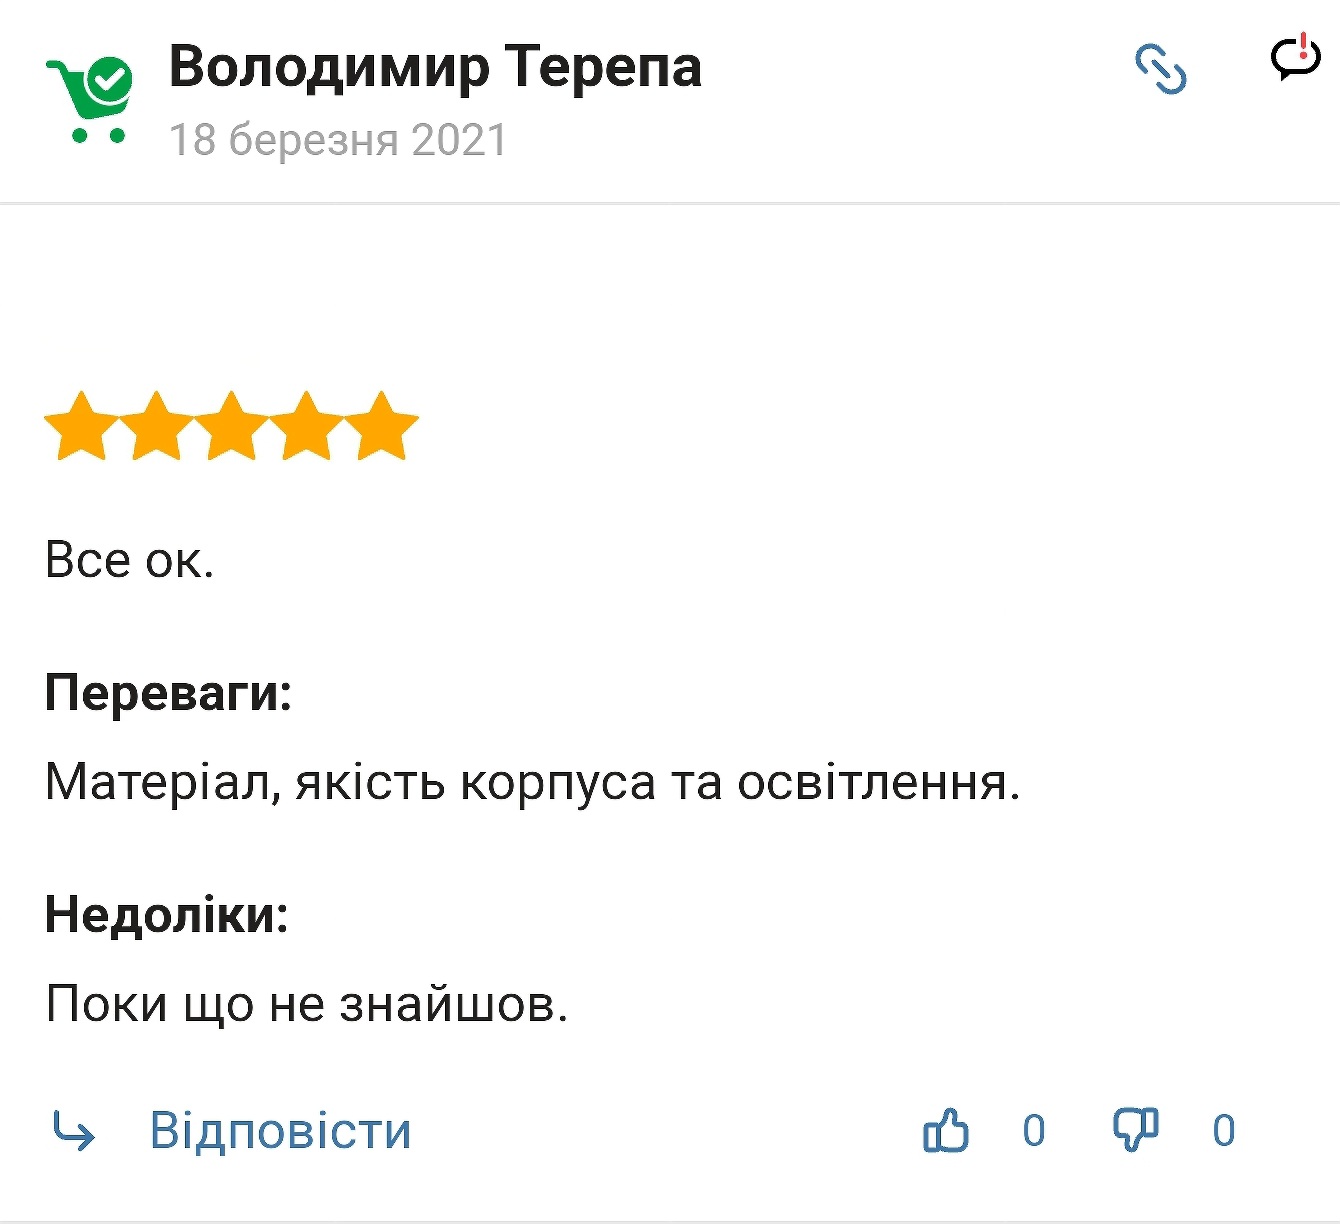 Володимир Терепа
18 березня 2021
Все ок.
Переваги:
Матеріал, якість корпуса та освітлення.
Недоліки:
Поки що не знайшов.
Відповісти 0 0